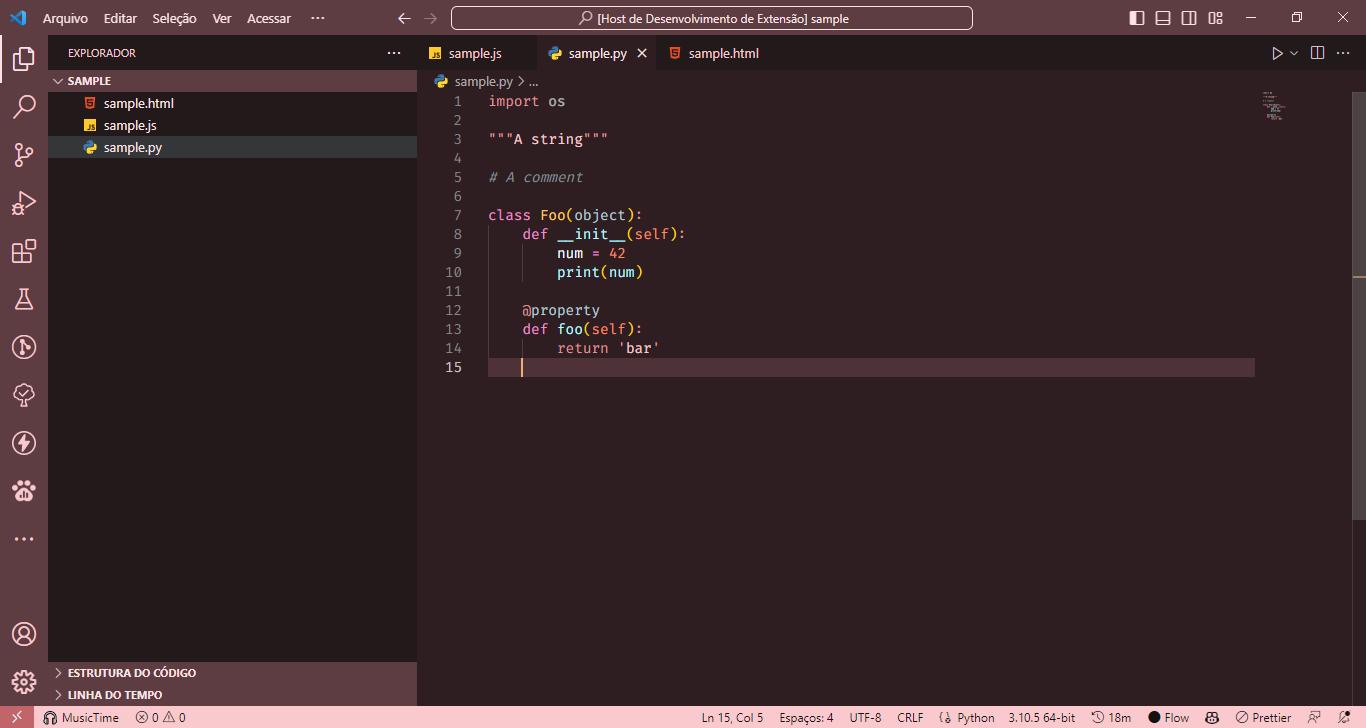 Arquivo Editar Seleção Ver Acessar ··· [Host de Desenvolvimento de Extensão] sample
EXPLORADOR ···
SAMPLE
sample.html
sample.js
sample.py
ESTRUTURA DO CÓDIGO
LINHA DO TEMPO
sample.js sample.py sample.html
sample.py > ...
1 import os
2
3 """A string"""
4
5 # A comment
6
7 class Foo(object):
8     def __init__(self):
9         num = 42
10         print(num)
11
12     @property
13     def foo(self):
14         return 'bar'
15
MusicTime 0 0 Ln 15, Col 5 Espaços: 4 UTF-8 CRLF Python 3.10.5 64-bit 18m Flow Prettier